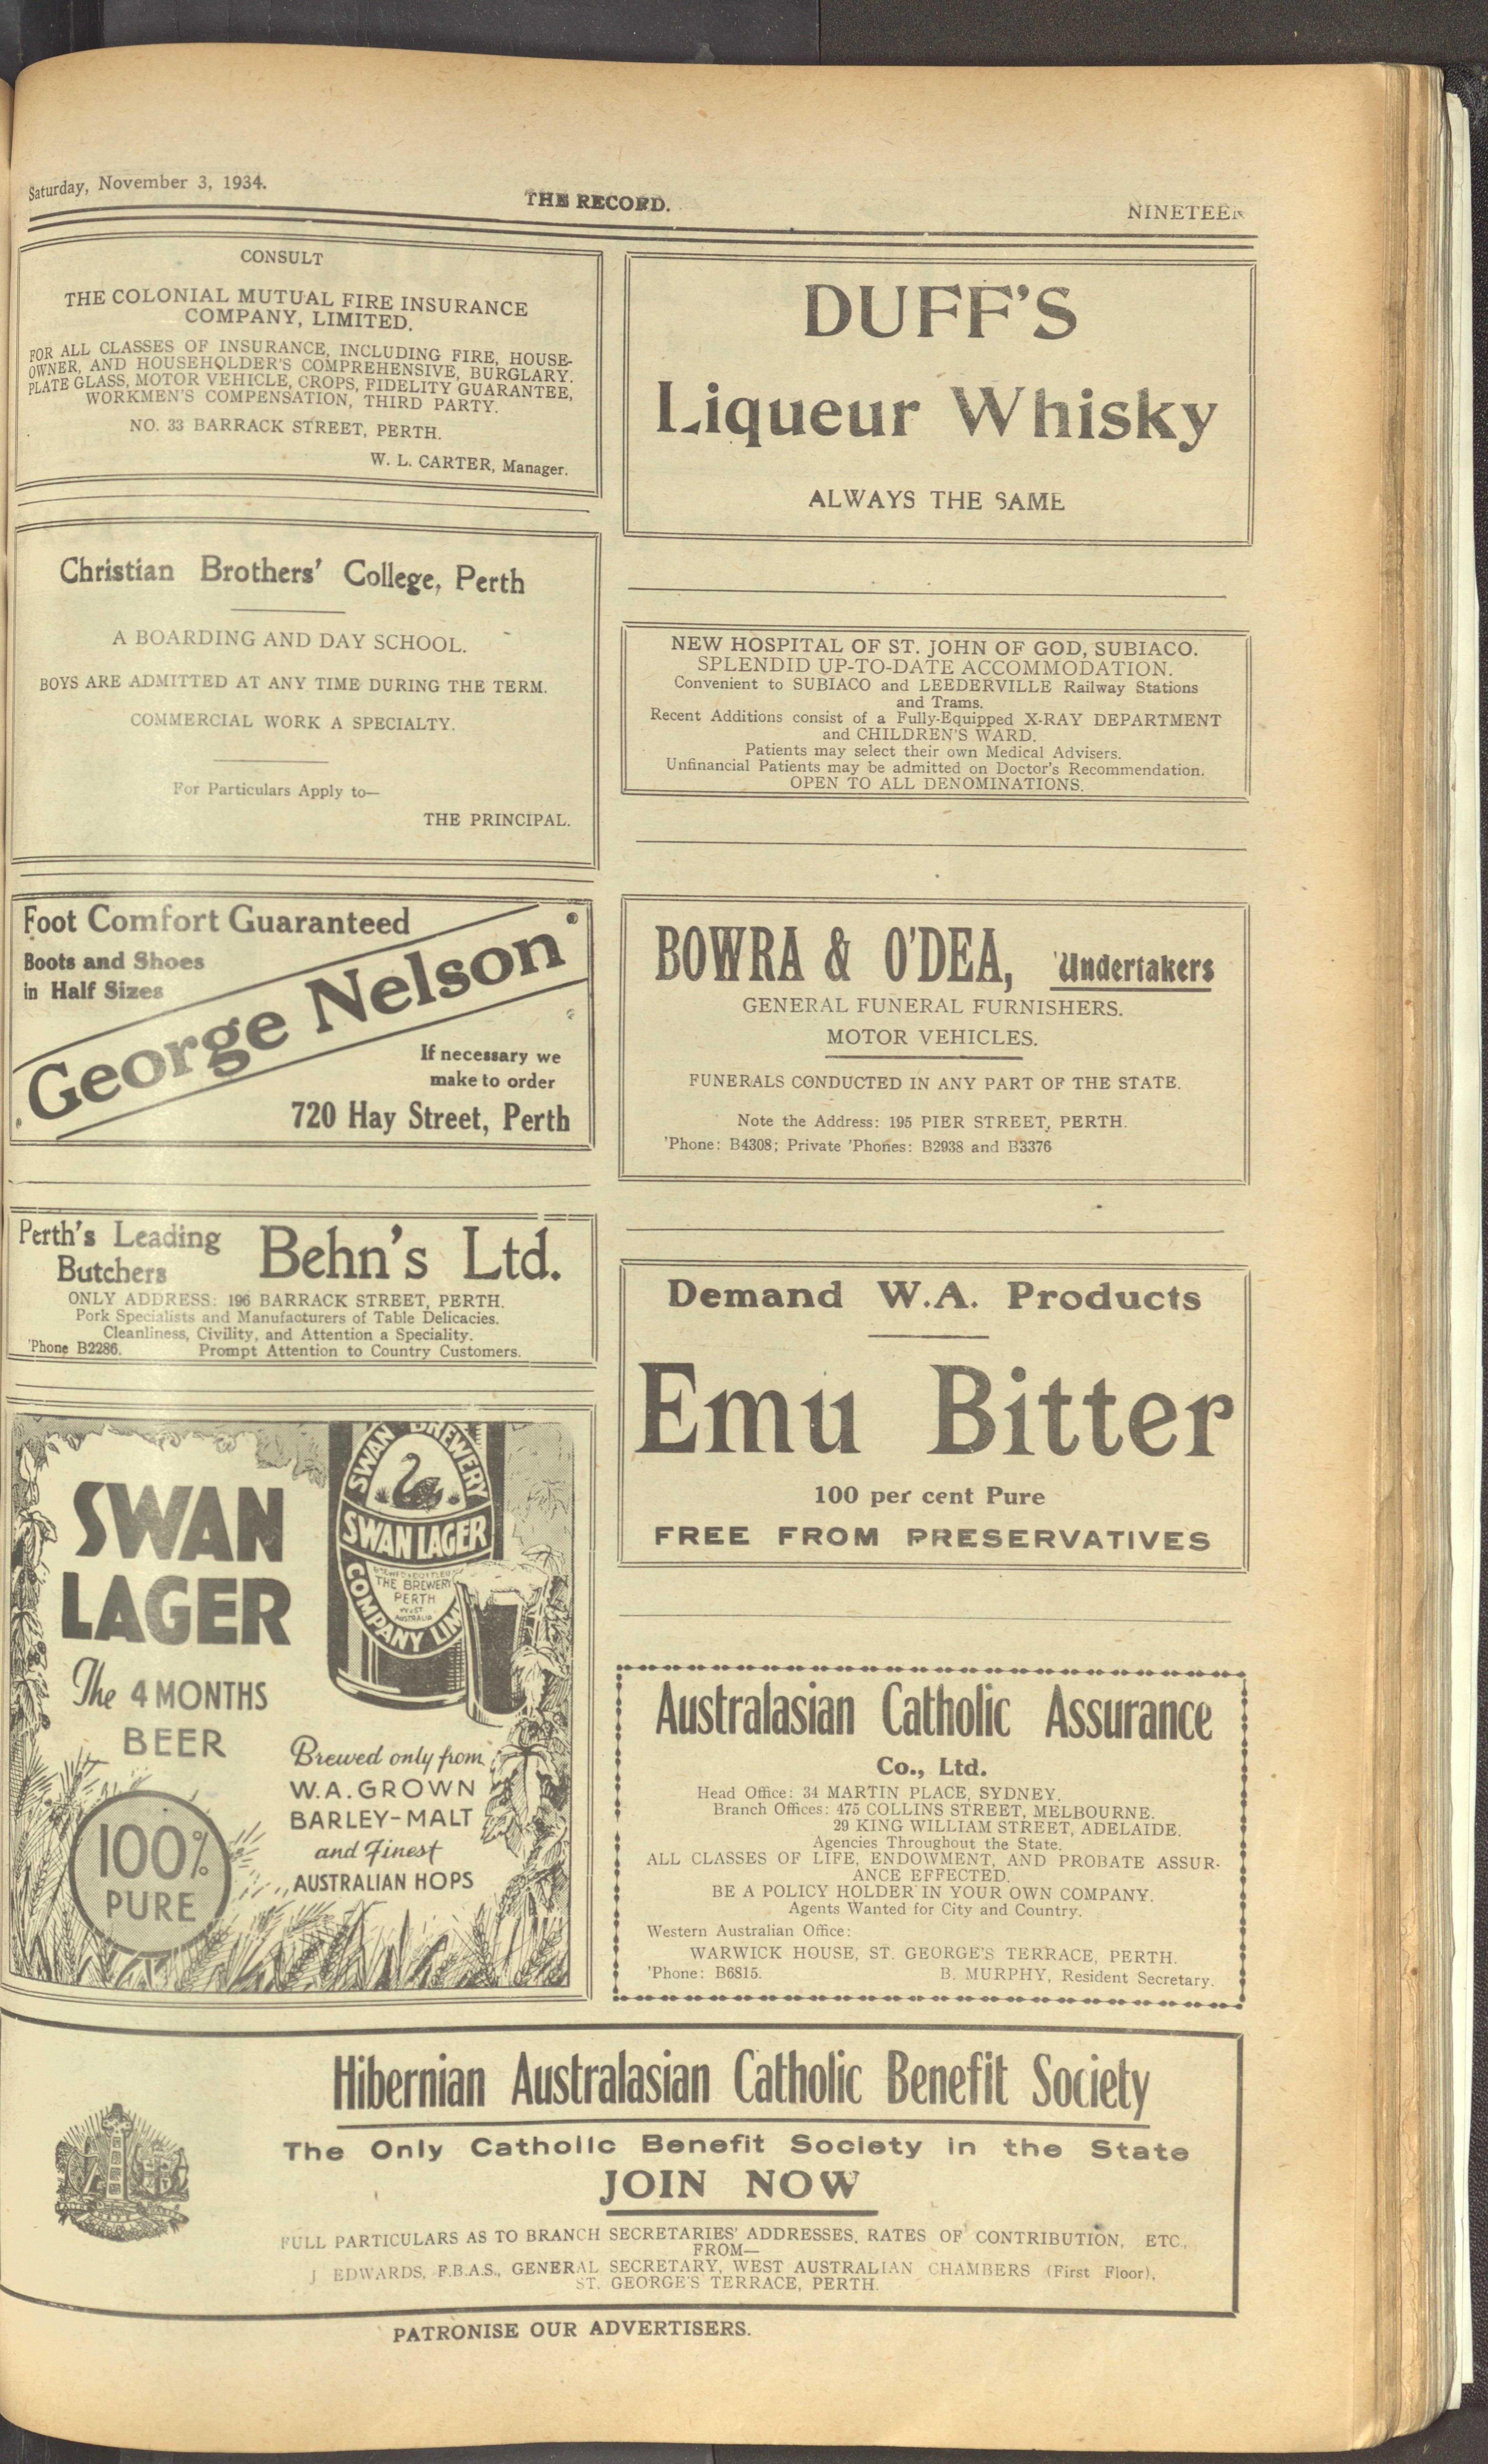 Saturday, November 3, 1934.
THE RECORD.
NINETEEN
CONSULT
THE COLONIAL MUTUAL FIRE INSURANCE
COMPANY, LIMITED.
FOR ALL CLASSES OF INSURANCE, INCLUDING FIRE, HOUSE-
OWNER, AND HOUSEHOLDER'S COMPREHENSIVE, BURGLARY.
PLATE GLASS, MOTOR VEHICLE, CROPS, FIDELITY GUARANTEE,
WORKMEN'S COMPENSATION, THIRD PARTY.
NO. 33 BARRACK STREET, PERTH.
W. L. CARTER, Manager.
Christian Brothers' College, Perth
A BOARDING AND DAY SCHOOL.
BOYS ARE ADMITTED AT ANY TIME DURING THE TERM.
COMMERCIAL WORK A SPECIALTY.
For Particulars Apply to—
THE PRINCIPAL.
Foot Comfort Guaranteed
Boots and Shoes
in Half Sizes
George Nelson
If necessary we
make to order
720 Hay Street, Perth
Perth's Leading
Butchers
Behn's Ltd.
ONLY ADDRESS: 196 BARRACK STREET, PERTH.
Pork Specialists and Manufacturers of Table Delicacies.
Cleanliness, Civility, and Attention a Speciality.
'Phone B2286. Prompt Attention to Country Customers.
SWAN
LAGER
The 4 MONTHS
BEER
100%
PURE
SWAN BREWERY
SWAN LAGER
THE BREWERY
PERTH
WEST
AUSTRALIA
COMPANY LIM
Brewed only from
W.A. GROWN
BARLEY-MALT
and Finest
AUSTRALIAN HOPS
DUFF'S
Liqueur Whisky
ALWAYS THE SAME
NEW HOSPITAL OF ST. JOHN OF GOD, SUBIACO.
SPLENDID UP-TO-DATE ACCOMMODATION.
Convenient to SUBIACO and LEEDERVILLE Railway Stations
and Trams.
Recent Additions consist of a Fully-Equipped X-RAY DEPARTMENT
and CHILDREN'S WARD.
Patients may select their own Medical Advisers.
Unfinancial Patients may be admitted on Doctor's Recommendation.
OPEN TO ALL DENOMINATIONS.
BOWRA & O'DEA, Undertakers
GENERAL FUNERAL FURNISHERS.
MOTOR VEHICLES.
FUNERALS CONDUCTED IN ANY PART OF THE STATE.
Note the Address: 195 PIER STREET, PERTH.
'Phone: B4308; Private 'Phones: B2938 and B3376
Demand W.A. Products
Emu Bitter
100 per cent Pure
FREE FROM PRESERVATIVES
Australasian Catholic Assurance
Co., Ltd.
Head Office: 34 MARTIN PLACE, SYDNEY.
Branch Offices: 475 COLLINS STREET, MELBOURNE.
29 KING WILLIAM STREET, ADELAIDE.
Agencies Throughout the State.
ALL CLASSES OF LIFE, ENDOWMENT, AND PROBATE ASSUR-
ANCE EFFECTED.
BE A POLICY HOLDER IN YOUR OWN COMPANY.
Agents Wanted for City and Country.
Western Australian Office:
WARWICK HOUSE, ST. GEORGE'S TERRACE, PERTH.
'Phone: B6815. B. MURPHY, Resident Secretary.
Hibernian Australasian Catholic Benefit Society
The Only Catholic Benefit Society in the State
JOIN NOW
FULL PARTICULARS AS TO BRANCH SECRETARIES' ADDRESSES, RATES OF CONTRIBUTION, ETC.,
FROM—
J EDWARDS, F.B.A.S., GENERAL SECRETARY, WEST AUSTRALIAN CHAMBERS (First Floor),
ST. GEORGE'S TERRACE, PERTH.
PATRONISE OUR ADVERTISERS.